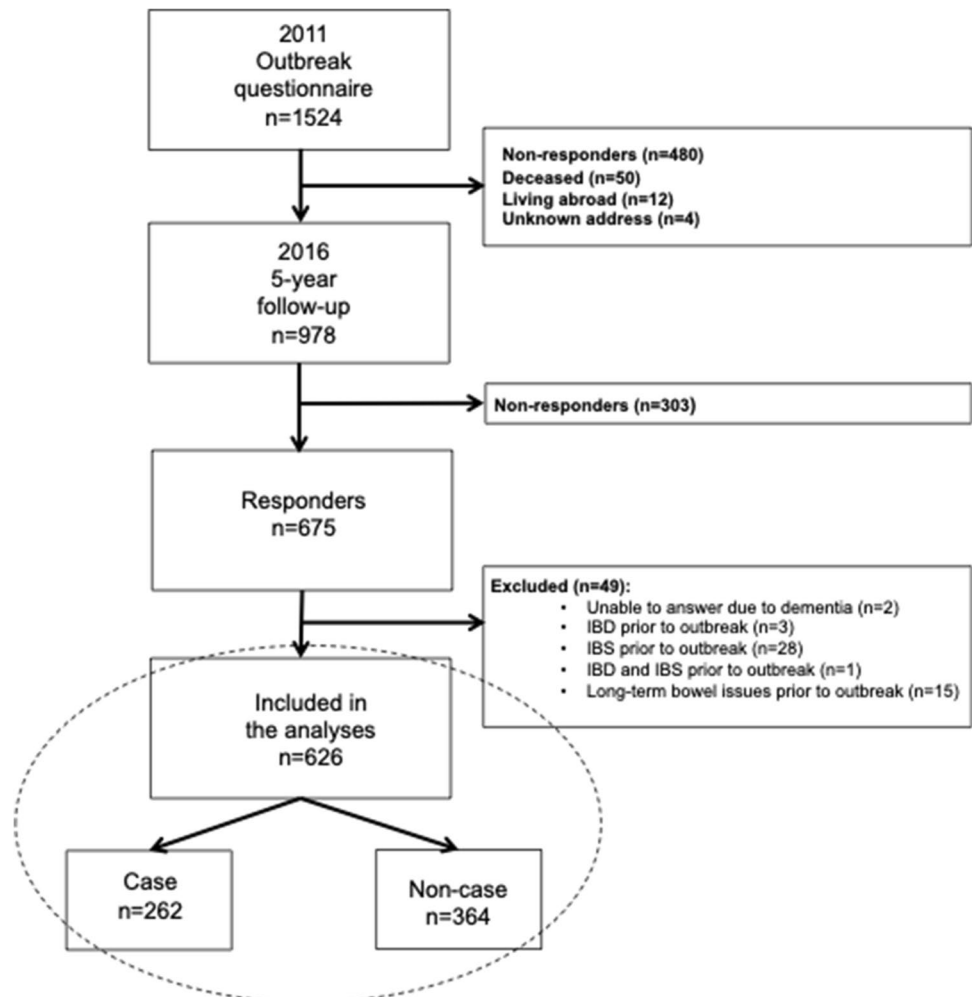 2011
Outbreak
questionnaire
n=1524
Non-responders (n=480)
Deceased (n=50)
Living abroad (n=12)
Unknown address (n=4)
2016
5-year
follow-up
n=978
Non-responders (n=303)
Responders
n=675
Excluded (n=49):
• Unable to answer due to dementia (n=2)
• IBD prior to outbreak (n=3)
• IBS prior to outbreak (n=28)
• IBD and IBS prior to outbreak (n=1)
• Long-term bowel issues prior to outbreak (n=15)
Included in
the analyses
n=626
Case
n=262
Non-case
n=364